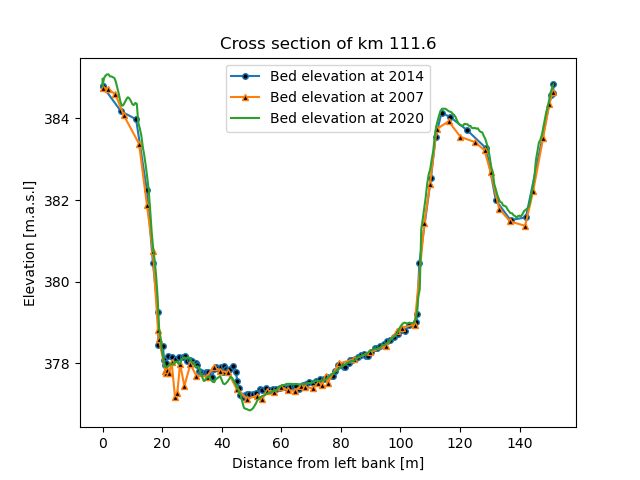 Cross section of km 111.6
Bed elevation at 2014
Bed elevation at 2007
Bed elevation at 2020
Elevation [m.a.s.l]
384
382
380
378
0 20 40 60 80 100 120 140
Distance from left bank [m]